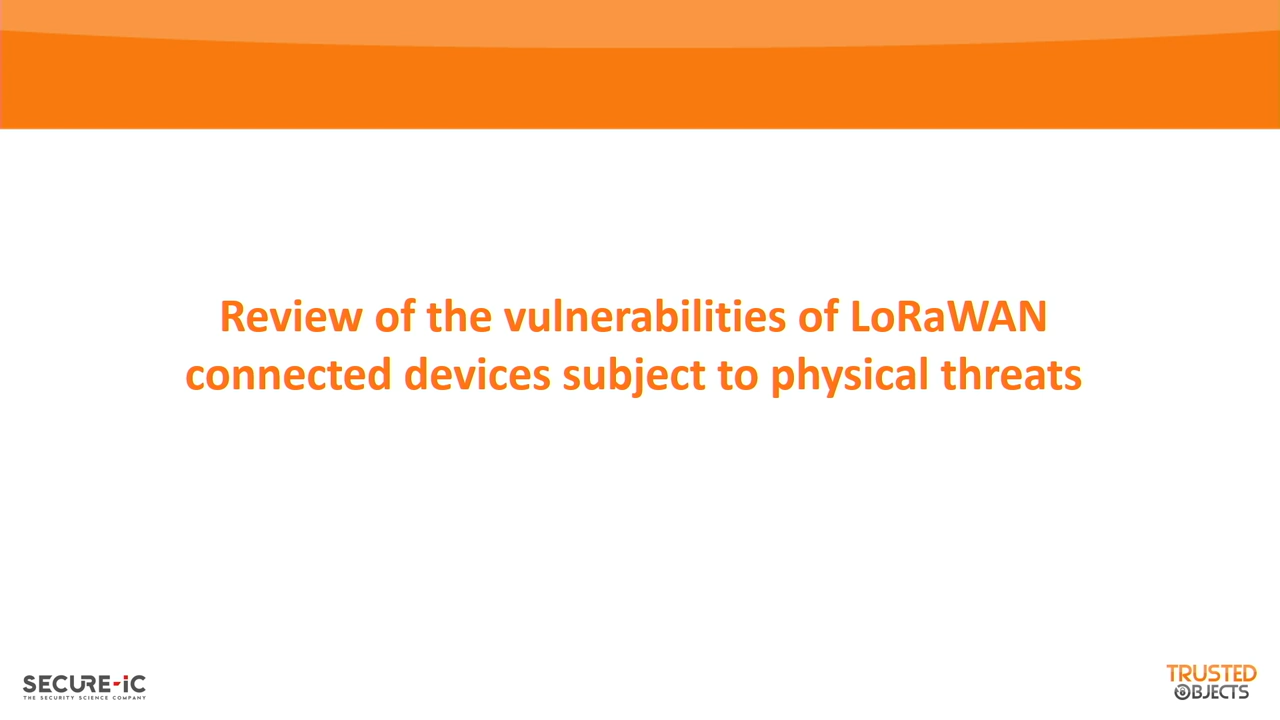 Review of the vulnerabilities of LoRaWAN
connected devices subject to physical threats
SECURE-iC
THE SECURITY SCIENCE COMPANY
TRUSTED
OBJECTS